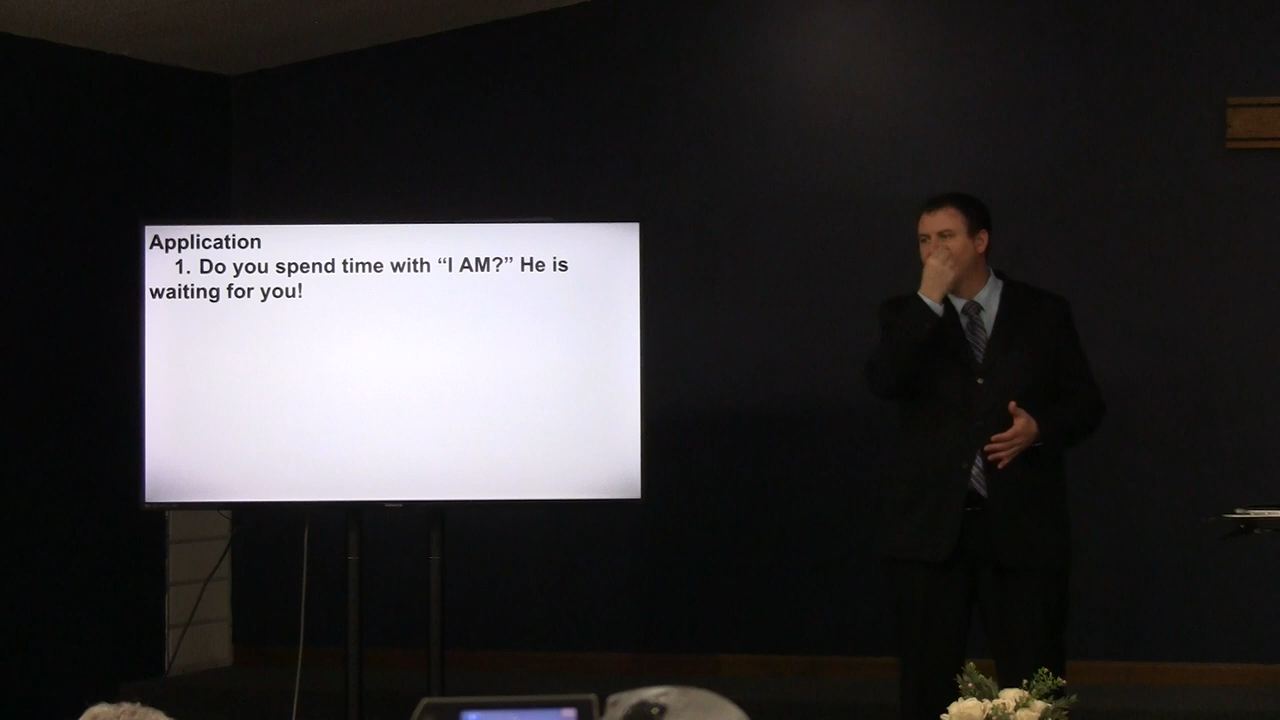 Application
1. Do you spend time with “I AM?” He is
waiting for you!